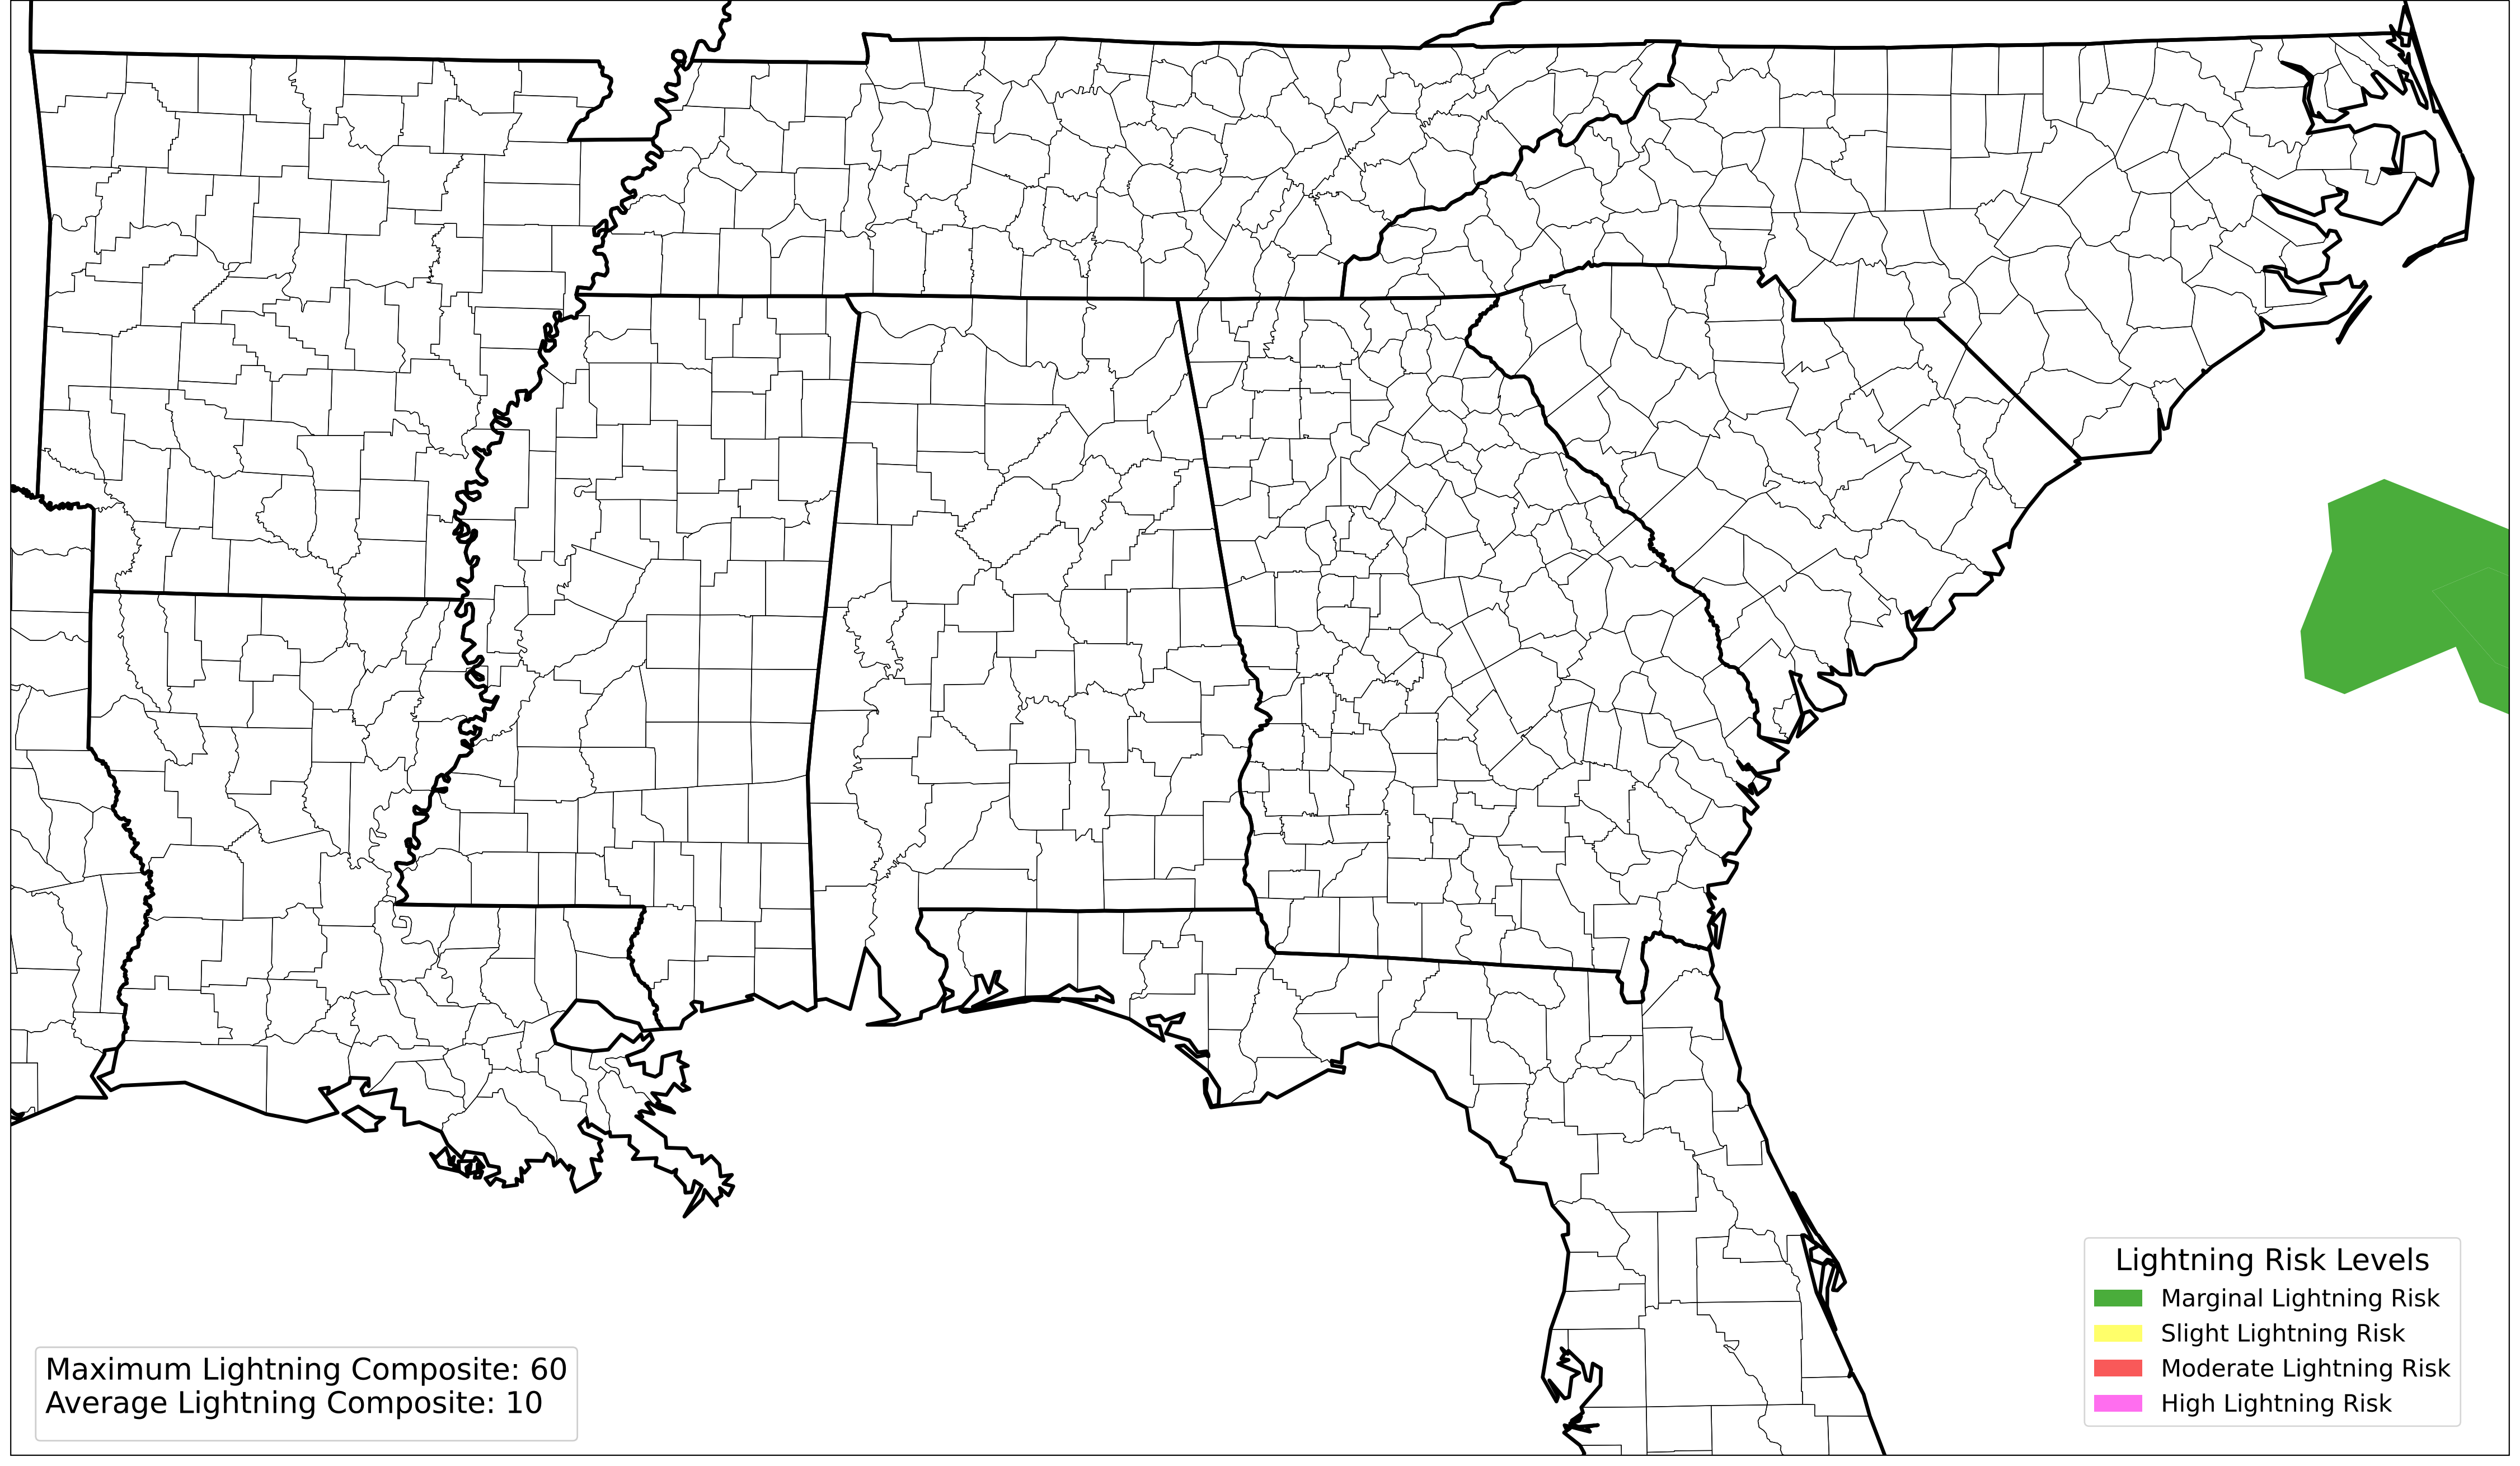 Maximum Lightning Composite: 60
Average Lightning Composite: 10
Lightning Risk Levels
Marginal Lightning Risk
Slight Lightning Risk
Moderate Lightning Risk
High Lightning Risk